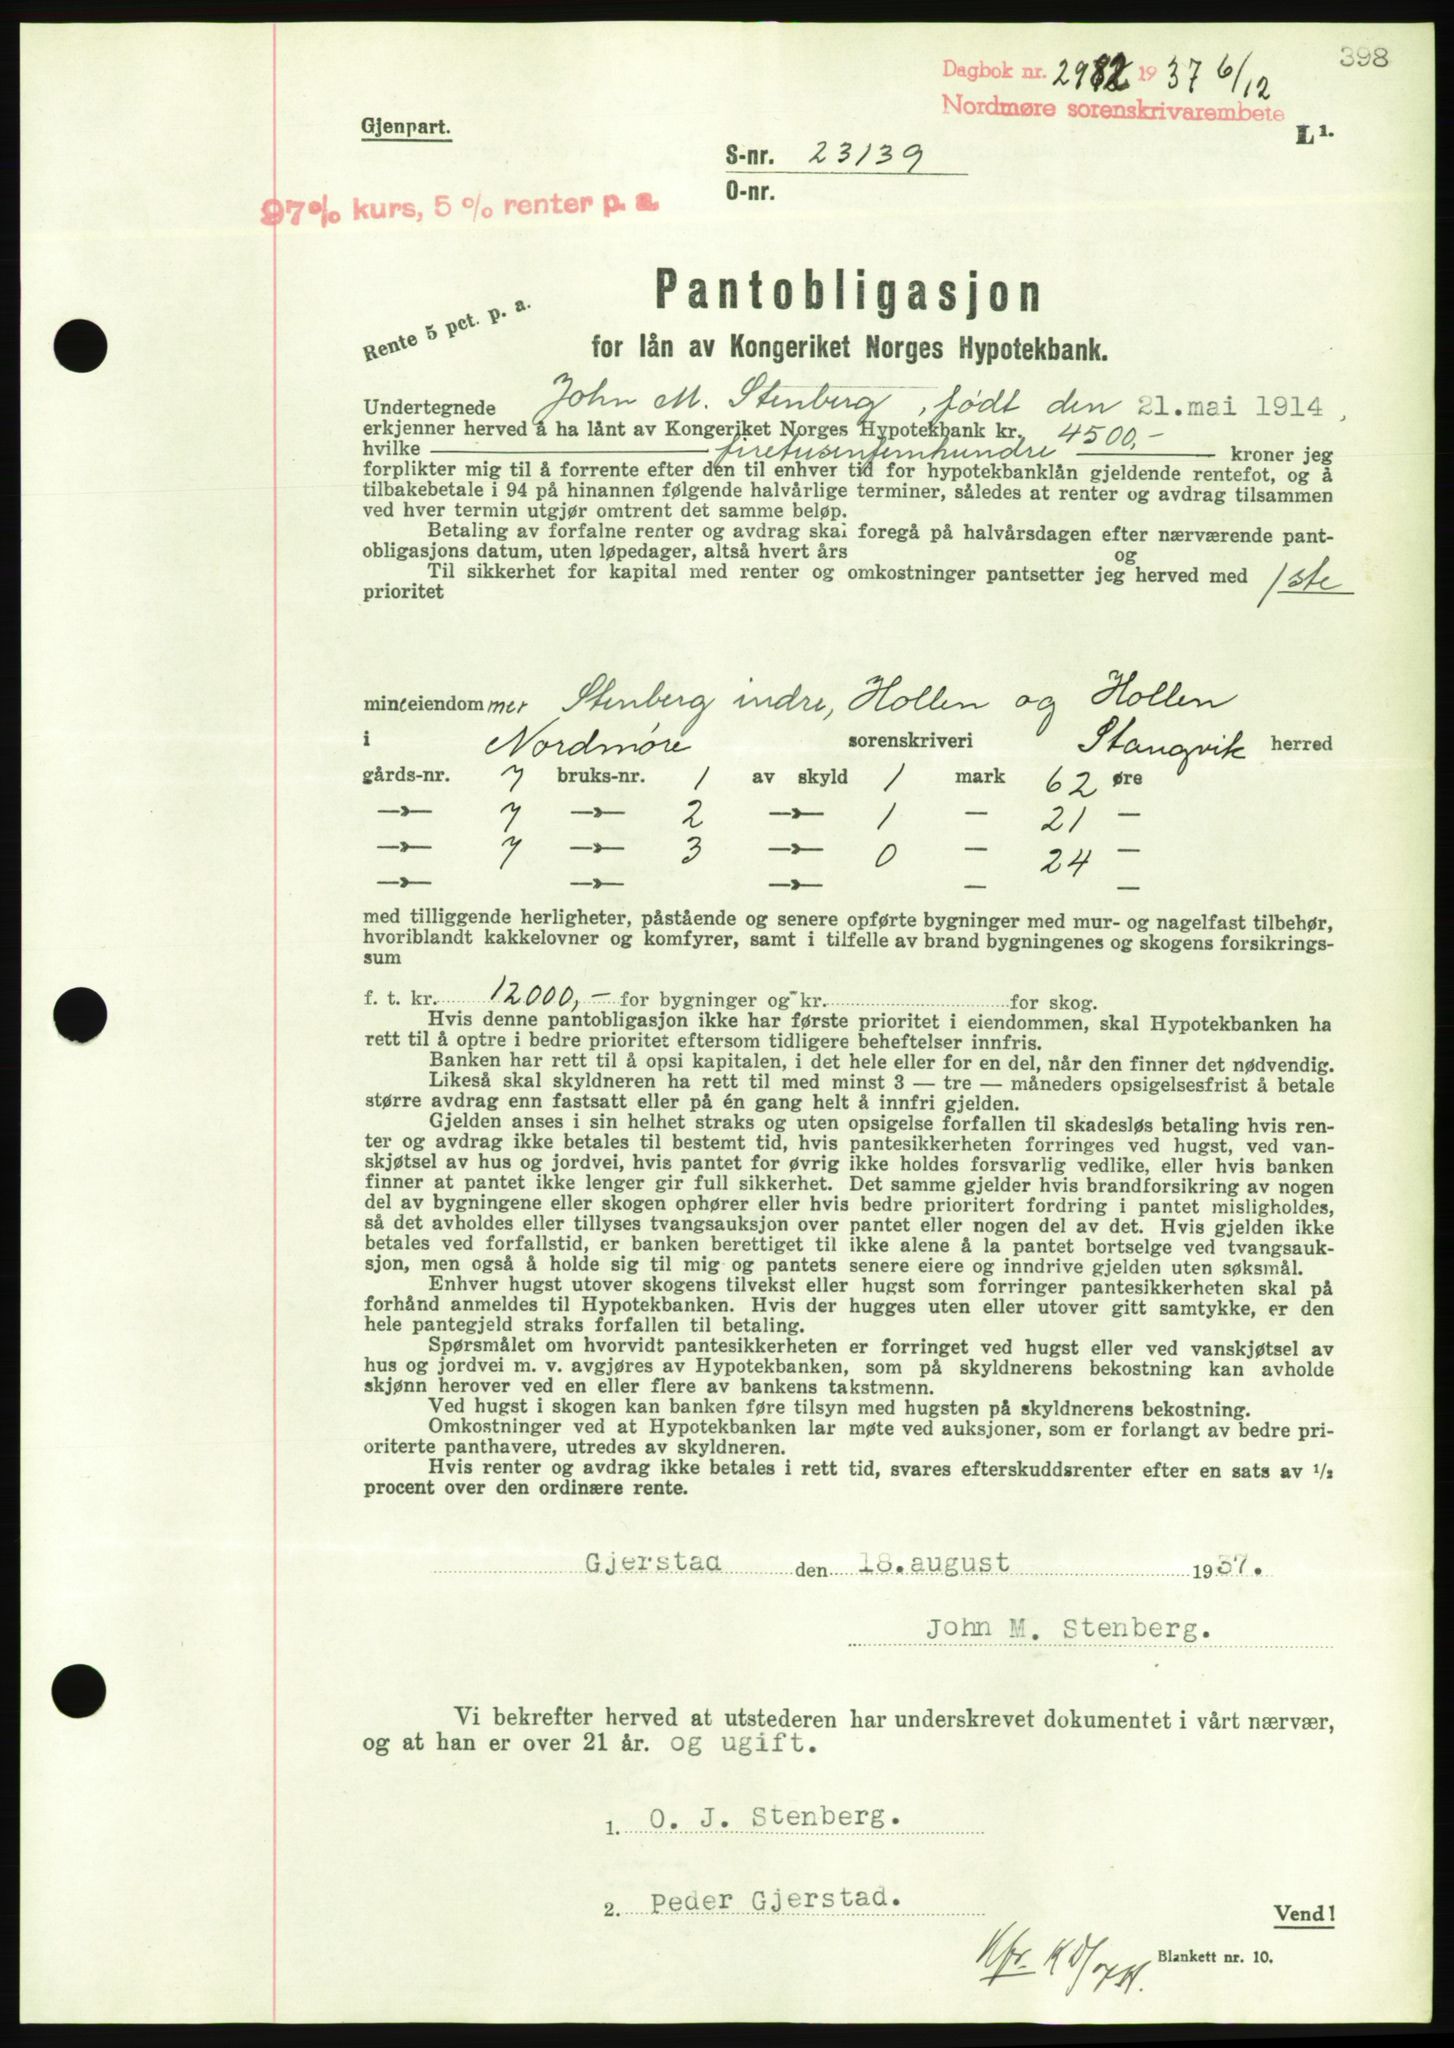 398
Dagbok nr. 2982 1937 6/12
Nordmøre sorenskrivarembete
Gjenpart.
L 1.
S-nr. 23139
O-nr.
97% kurs, 5 % renter p. a.
Pantobligasjon
Rente 5 pct. p. a.
for lån av Kongeriket Norges Hypotekbank.
Undertegnede John M. Stenberg, født den 21. mai 1914,
erkjenner herved å ha lånt av Kongeriket Norges Hypotekbank kr. 4500,-
hvilke firetusenfemhundre kroner jeg
forplikter mig til å forrente efter den til enhver tid for hypotekbanklån gjeldende rentefot, og å
tilbakebetale i 94 på hinannen følgende halvårlige terminer, således at renter og avdrag tilsammen
ved hver termin utgjør omtrent det samme beløp.
Betaling av forfalne renter og avdrag skal foregå på halvårsdagen efter nærværende pant-
obligasjons datum, uten løpedager, altså hvert års og
Til sikkerhet for kapital med renter og omkostninger pantsetter jeg herved med 1ste
prioritet
mine eiendommer Stenberg indre, Hollen og Hollen
i Nordmøre sorenskriveri Stangvik herred
gårds-nr. 7 bruks-nr. 1 av skyld 1 mark 62 øre
—»— 7 —»— 2 —»— 1 — 21 —
—»— 7 —»— 3 —»— 0 — 24 —
—»— —»— —»— — —
med tilliggende herligheter, påstående og senere opførte bygninger med mur- og nagelfast tilbehør,
hvoriblandt kakkelovner og komfyrer, samt i tilfelle av brand bygningenes og skogens forsikrings-
sum
f. t. kr. 12000,- for bygninger og kr. for skog.
Hvis denne pantobligasjon ikke har første prioritet i eiendommen, skal Hypotekbanken ha
rett til å optre i bedre prioritet eftersom tidligere beheftelser innfris.
Banken har rett til å opsi kapitalen, i det hele eller for en del, når den finner det nødvendig.
Likeså skal skyldneren ha rett til med minst 3 — tre — måneders opsigelsesfrist å betale
større avdrag enn fastsatt eller på én gang helt å innfri gjelden.
Gjelden anses i sin helhet straks og uten opsigelse forfallen til skadesløs betaling hvis ren-
ter og avdrag ikke betales til bestemt tid, hvis pantesikkerheten forringes ved hugst, ved van-
skjøtsel av hus og jordvei, hvis pantet for øvrig ikke holdes forsvarlig vedlike, eller hvis banken
finner at pantet ikke lenger gir full sikkerhet. Det samme gjelder hvis brandforsikring av nogen
del av bygningene eller skogen ophører eller hvis bedre prioritert fordring i pantet misligholdes,
så det avholdes eller tillyses tvangsauksjon over pantet eller nogen del av det. Hvis gjelden ikke
betales ved forfallstid, er banken berettiget til ikke alene å la pantet bortselge ved tvangsauk-
sjon, men også å holde sig til mig og pantets senere eiere og inndrive gjelden uten søksmål.
Enhver hugst utover skogens tilvekst eller hugst som forringer pantesikkerheten skal på
forhånd anmeldes til Hypotekbanken. Hvis der hugges uten eller utover gitt samtykke, er den
hele pantegjeld straks forfallen til betaling.
Spørsmålet om hvorvidt pantesikkerheten er forringet ved hugst eller ved vanskjøtsel av
hus og jordvei m. v. avgjøres av Hypotekbanken, som på skyldnerens bekostning kan avholde
skjønn herover ved en eller flere av bankens takstmenn.
Ved hugst i skogen kan banken føre tilsyn med hugsten på skyldnerens bekostning.
Omkostninger ved at Hypotekbanken lar møte ved auksjoner, som er forlangt av bedre pri-
oriterte panthavere, utredes av skyldneren.
Hvis renter og avdrag ikke betales i rett tid, svares efterskuddsrenter efter en sats av ½
procent over den ordinære rente.
Gjerstad den 18. august 1937.
John M. Stenberg.
Vi bekrefter herved at utstederen har underskrevet dokumentet i vårt nærvær,
og at han er over 21 år. og ugift.
1. O. J. Stenberg.
2. Peder Gjerstad.
Vend!
Blankett nr. 10.